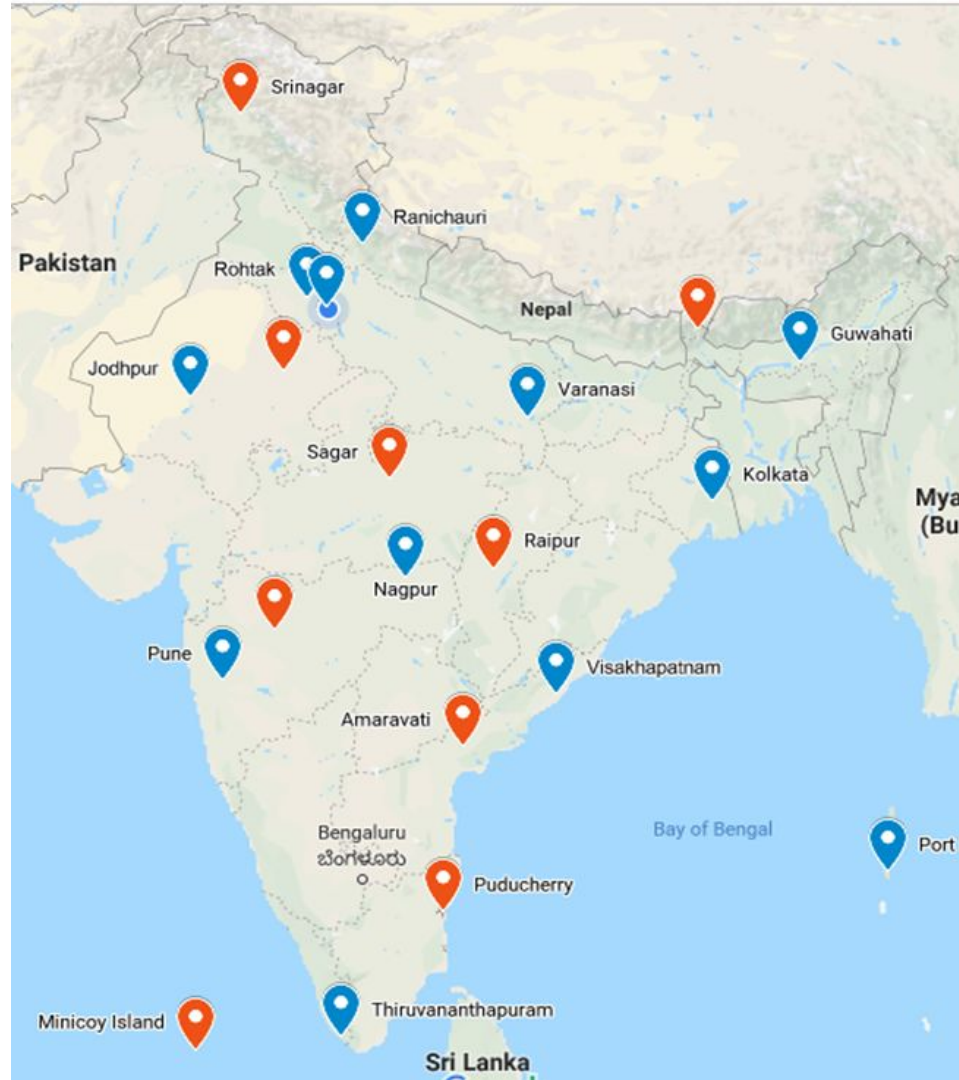 Srinagar
Ranichauri
Pakistan
Rohtak
Nepal
Guwahati
Jodhpur
Varanasi
Sagar
Kolkata
Mya
(Bu
Raipur
Nagpur
Pune
Visakhapatnam
Amaravati
Bengaluru
ಬೆಂಗಳೂರು
Bay of Bengal
Port
Puducherry
Thiruvananthapuram
Minicoy Island
Sri Lanka